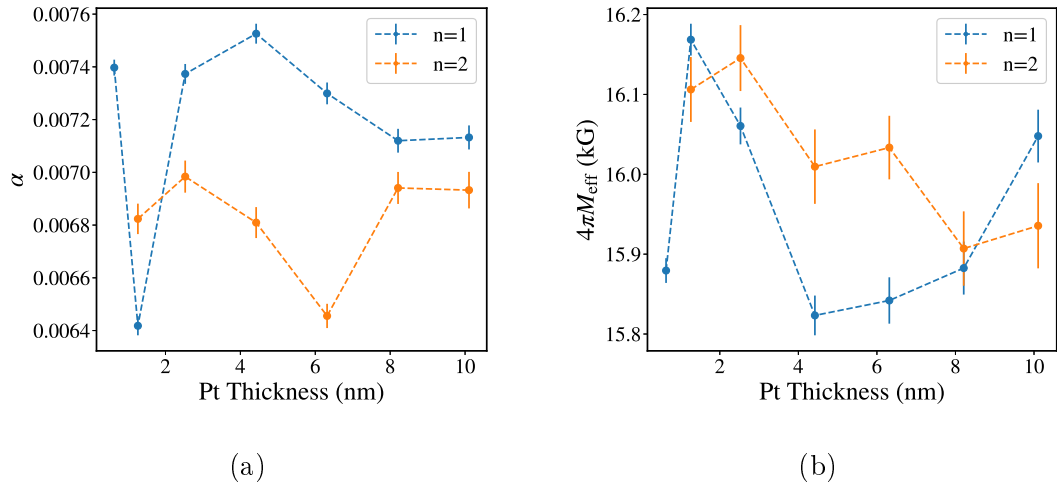 0.0076
0.0074
0.0072
0.0070
0.0068
0.0066
0.0064
α
2 4 6 8 10
Pt Thickness (nm)
n=1
n=2
(a)
16.2
16.1
16.0
15.9
15.8
4πM_eff (kG)
2 4 6 8 10
Pt Thickness (nm)
n=1
n=2
(b)